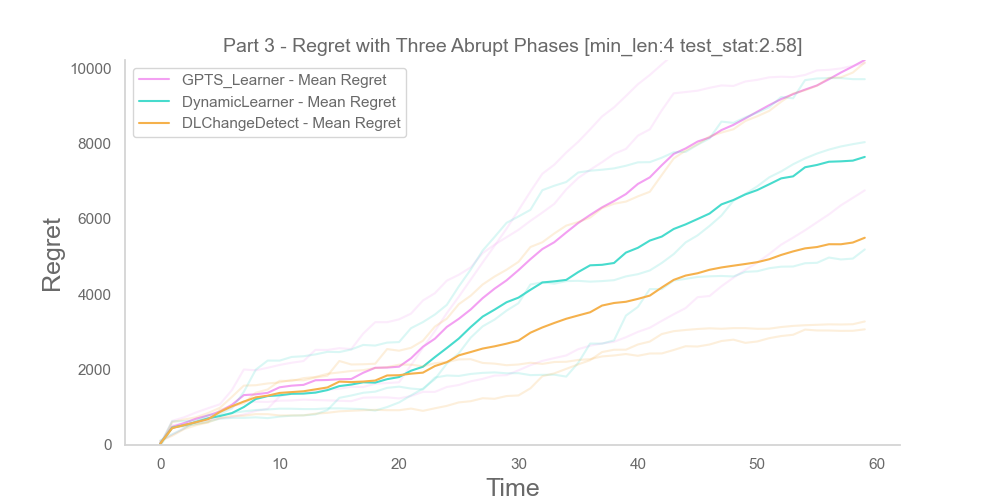 Part 3 - Regret with Three Abrupt Phases [min_len:4 test_stat:2.58]
GPTS_Learner - Mean Regret
DynamicLearner - Mean Regret
DLChangeDetect - Mean Regret
10000
8000
6000
4000
2000
0
Regret
0 10 20 30 40 50 60
Time